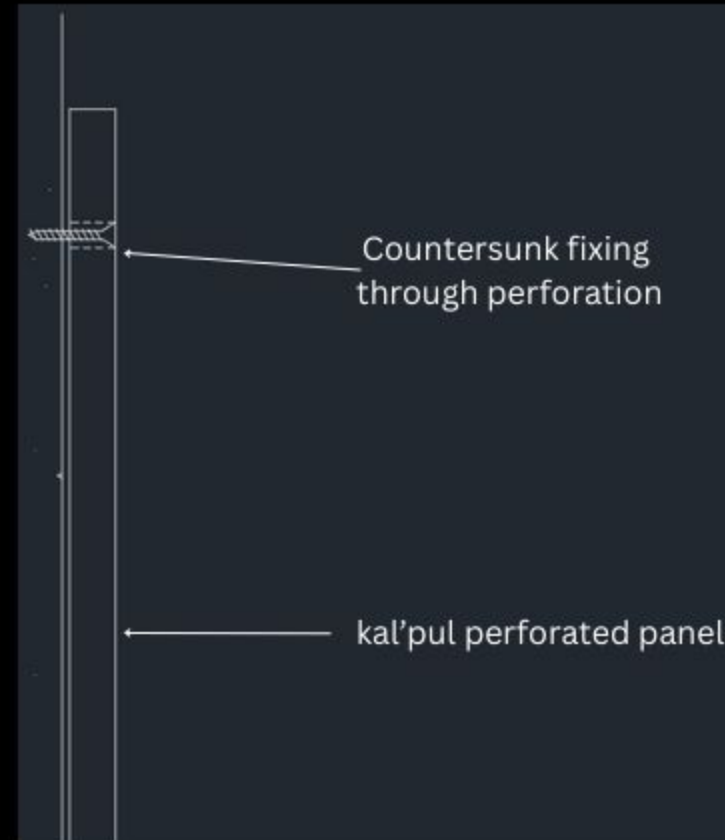 Countersunk fixing
through perforation
kal’pul perforated panel